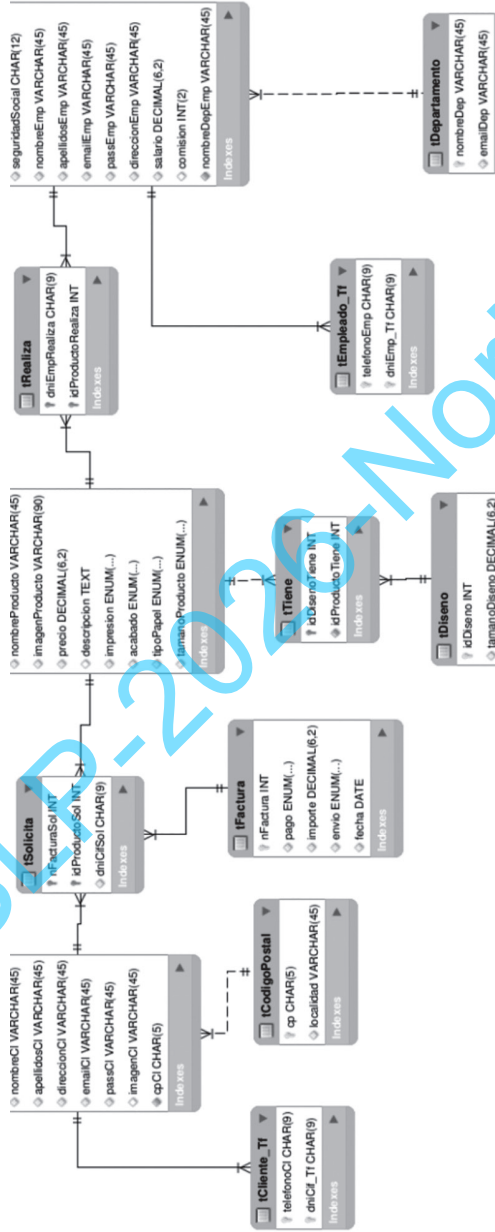 nombreCl VARCHAR(45)
apellidosCl VARCHAR(45)
direccionCl VARCHAR(45)
emailCl VARCHAR(45)
passCl VARCHAR(45)
imagenCl VARCHAR(45)
cpCl CHAR(5)
Indexes
tCliente_Tf
telefonoCl CHAR(9)
dniCif_Tf CHAR(9)
Indexes
tCodigoPostal
cp CHAR(5)
localidad VARCHAR(45)
Indexes
tSolicita
nFacturaSol INT
idProductoSol INT
dniCifSol CHAR(9)
Indexes
tFactura
nFactura INT
pago ENUM(...)
importe DECIMAL(6,2)
envio ENUM(...)
fecha DATE
Indexes
nombreProducto VARCHAR(45)
imagenProducto VARCHAR(90)
precio DECIMAL(6,2)
descripcion TEXT
impresion ENUM(...)
acabado ENUM(...)
tipoPapel ENUM(...)
tamanoProducto ENUM(...)
Indexes
tTiene
idDisenoTiene INT
idProductoTiene INT
Indexes
tDiseno
idDiseno INT
tamanoDiseno DECIMAL(6,2)
tRealiza
dniEmpRealiza CHAR(9)
idProductoRealiza INT
Indexes
tEmpleado_Tf
telefonoEmp CHAR(9)
dniEmp_Tf CHAR(9)
Indexes
seguridadSocial CHAR(12)
nombreEmp VARCHAR(45)
apellidosEmp VARCHAR(45)
emailEmp VARCHAR(45)
passEmp VARCHAR(45)
direccionEmp VARCHAR(45)
salario DECIMAL(6,2)
comision INT(2)
nombreDepEmp VARCHAR(45)
Indexes
tDepartamento
nombreDep VARCHAR(45)
emailDep VARCHAR(45)
-2026-Non